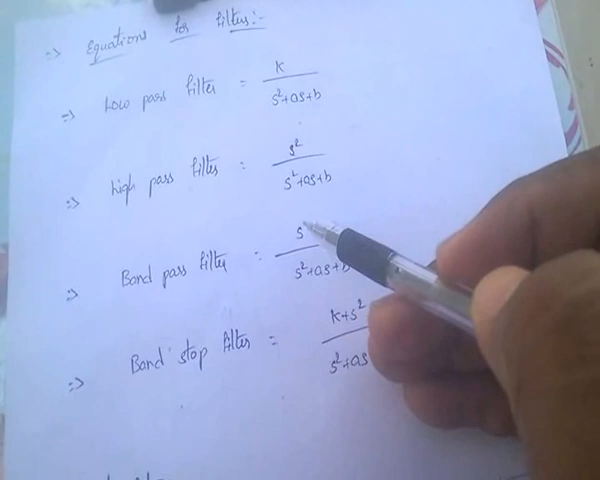 ⇒ Equations for filters:-
⇒ Low pass filter = K / s²+as+b
⇒ high pass filter = s² / s²+as+b
⇒ Band pass filter = s / s²+as+b
⇒ Band stop filter = K+s² / s²+as